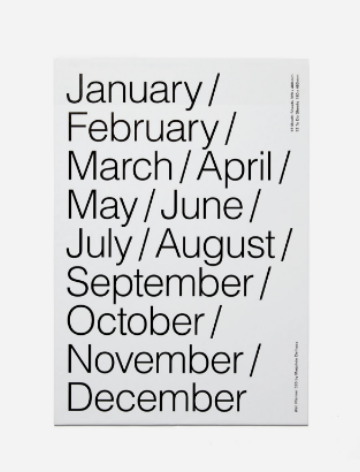 January /
February /
March / April /
May / June /
July / August /
September /
October /
November /
December